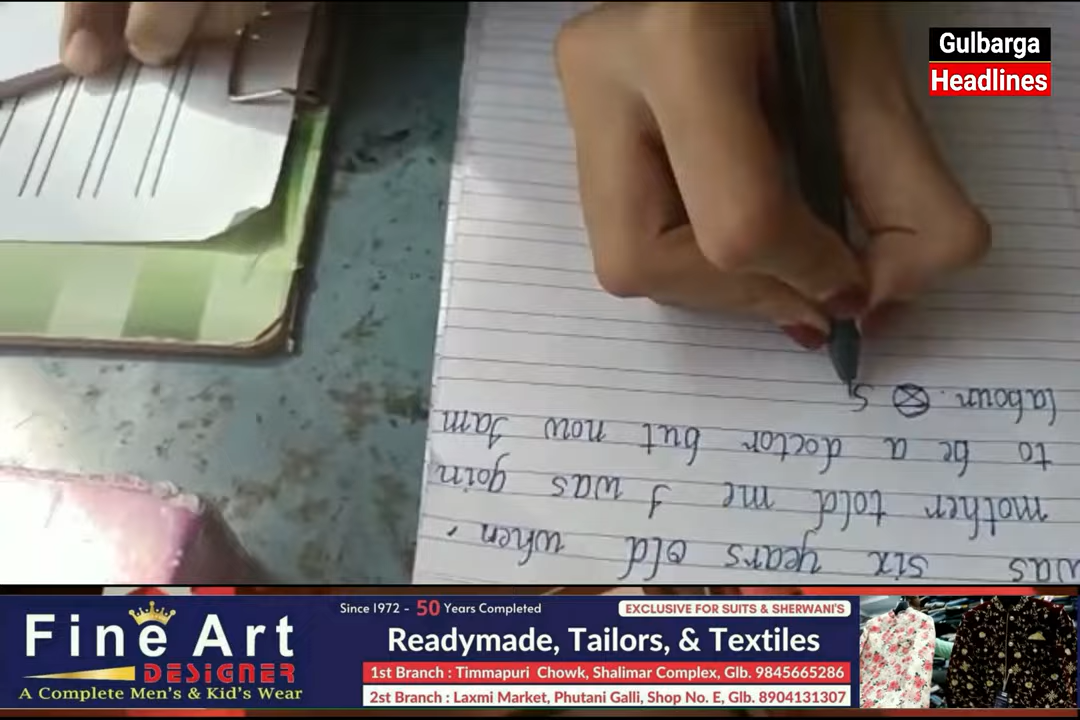 Gulbarga
Headlines
was six years old when
mother told me I was goin
to be a doctor but now Iam
labour. S
Fine Art
DESIGNER
A Complete Men's & Kid's Wear
Since 1972 - 50 Years Completed
EXCLUSIVE FOR SUITS & SHERWANI'S
Readymade, Tailors, & Textiles
1st Branch : Timmapuri Chowk, Shalimar Complex, Glb. 9845665286
2st Branch : Laxmi Market, Phutani Galli, Shop No. E, Glb. 8904131307